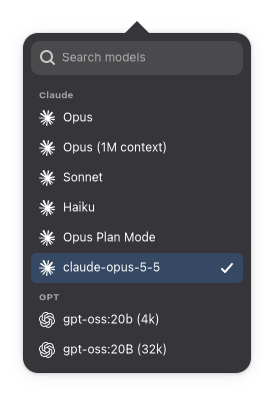 Search models
Claude
Opus
Opus (1M context)
Sonnet
Haiku
Opus Plan Mode
claude-opus-5-5
GPT
gpt-oss:20b (4k)
gpt-oss:20B (32k)